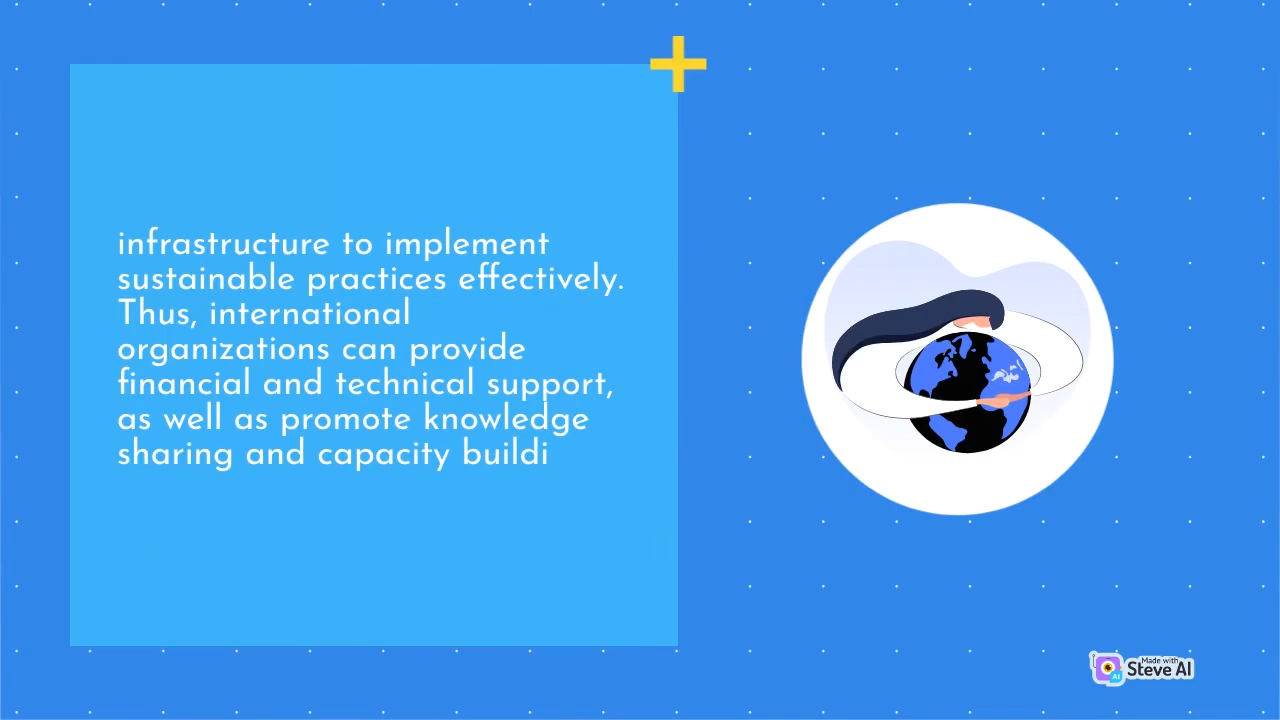 infrastructure to implement
sustainable practices effectively.
Thus, international
organizations can provide
financial and technical support,
as well as promote knowledge
sharing and capacity buildi
Made with
Steve AI
AI